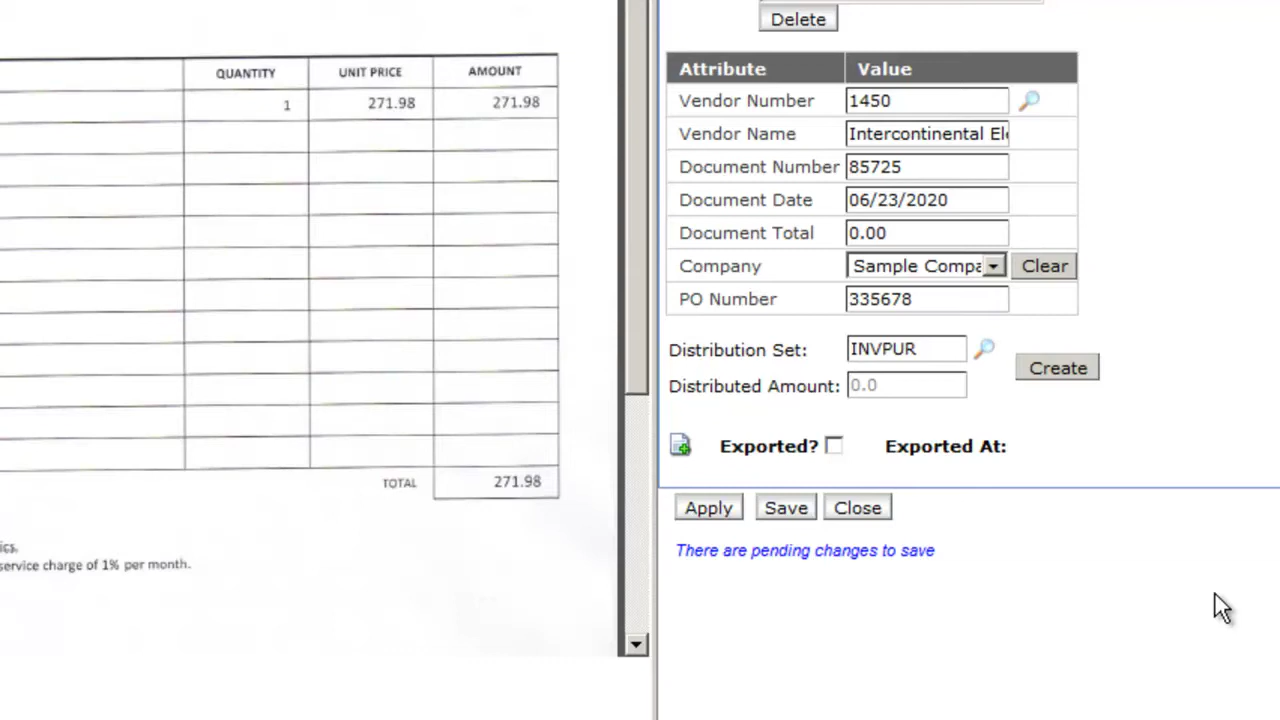 QUANTITY UNIT PRICE AMOUNT
1 271.98 271.98
TOTAL 271.98
ics.
service charge of 1% per month.
Delete
Attribute Value
Vendor Number 1450
Vendor Name Intercontinental Ele
Document Number 85725
Document Date 06/23/2020
Document Total 0.00
Company Sample Compa Clear
PO Number 335678
Distribution Set: INVPUR
Create
Distributed Amount: 0.0
Exported? Exported At:
Apply Save Close
There are pending changes to save